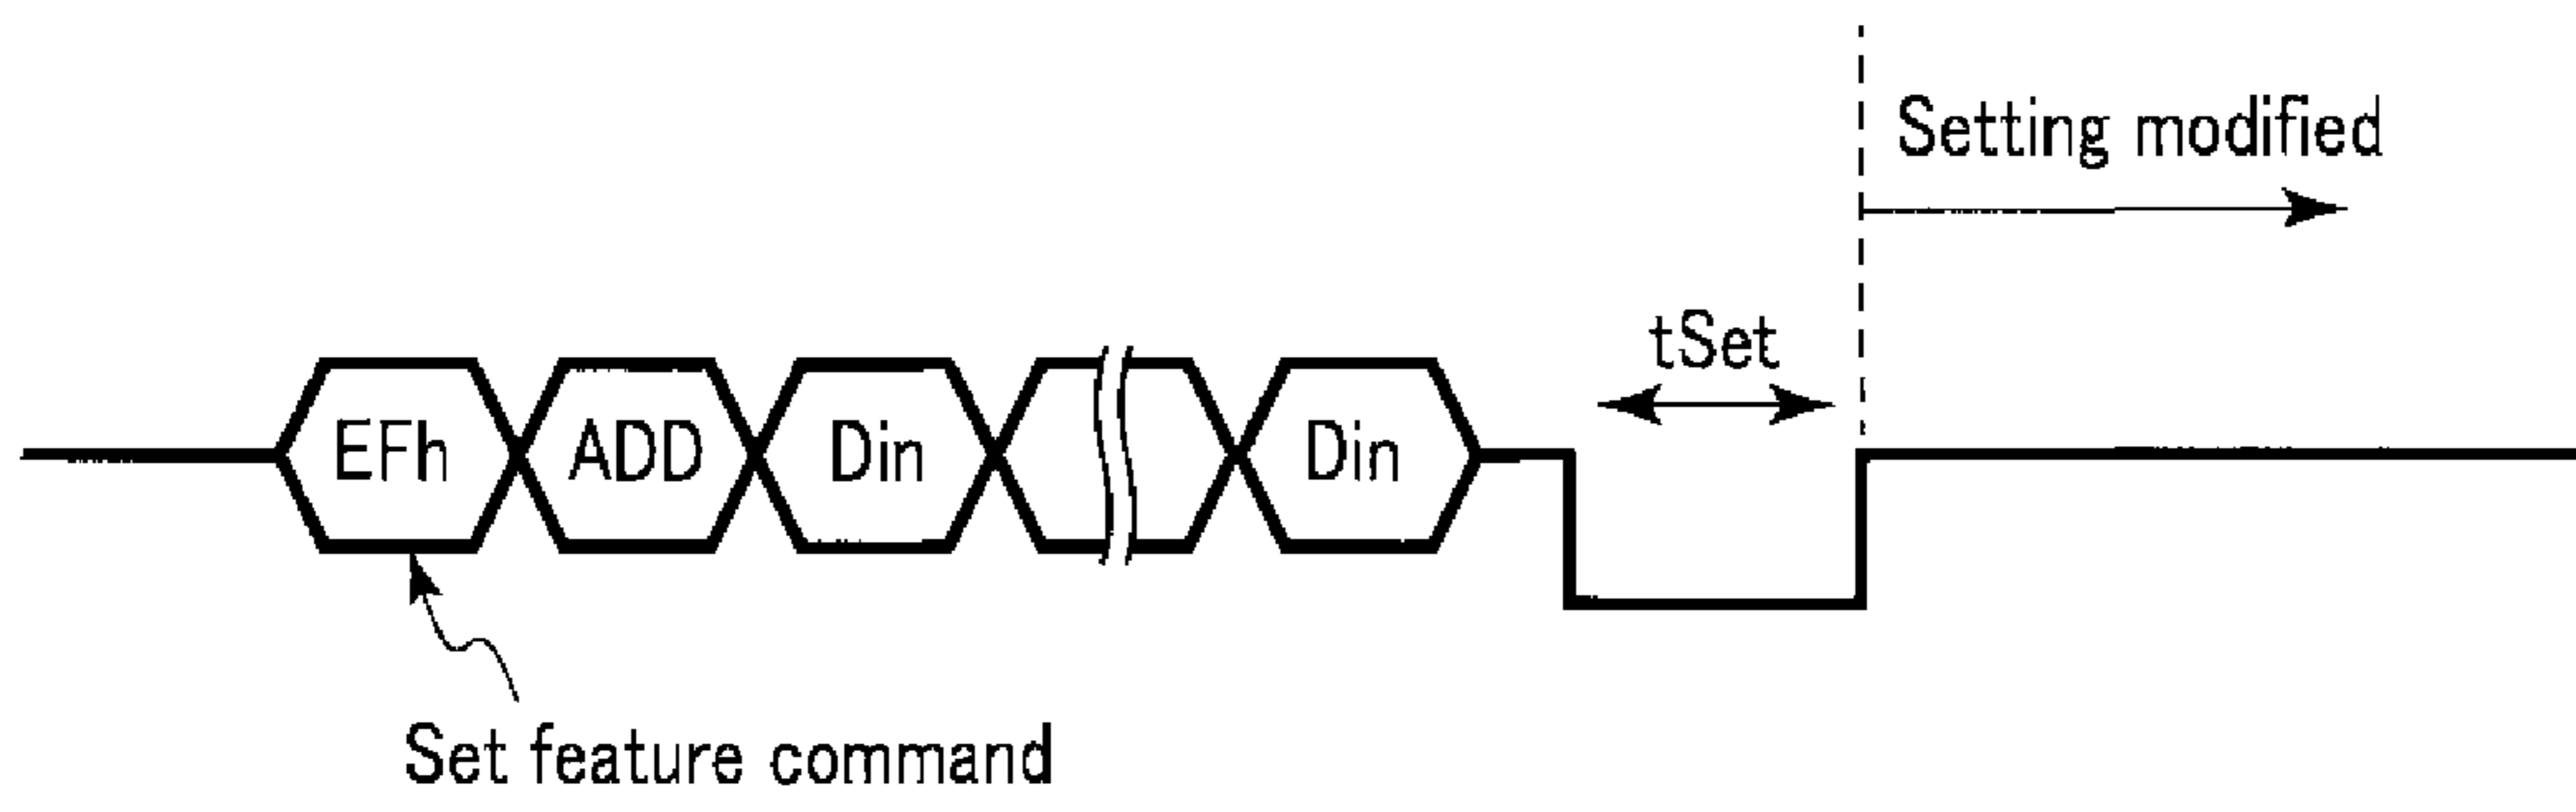 Setting modified
tSet
EFh ADD Din Din
Set feature command